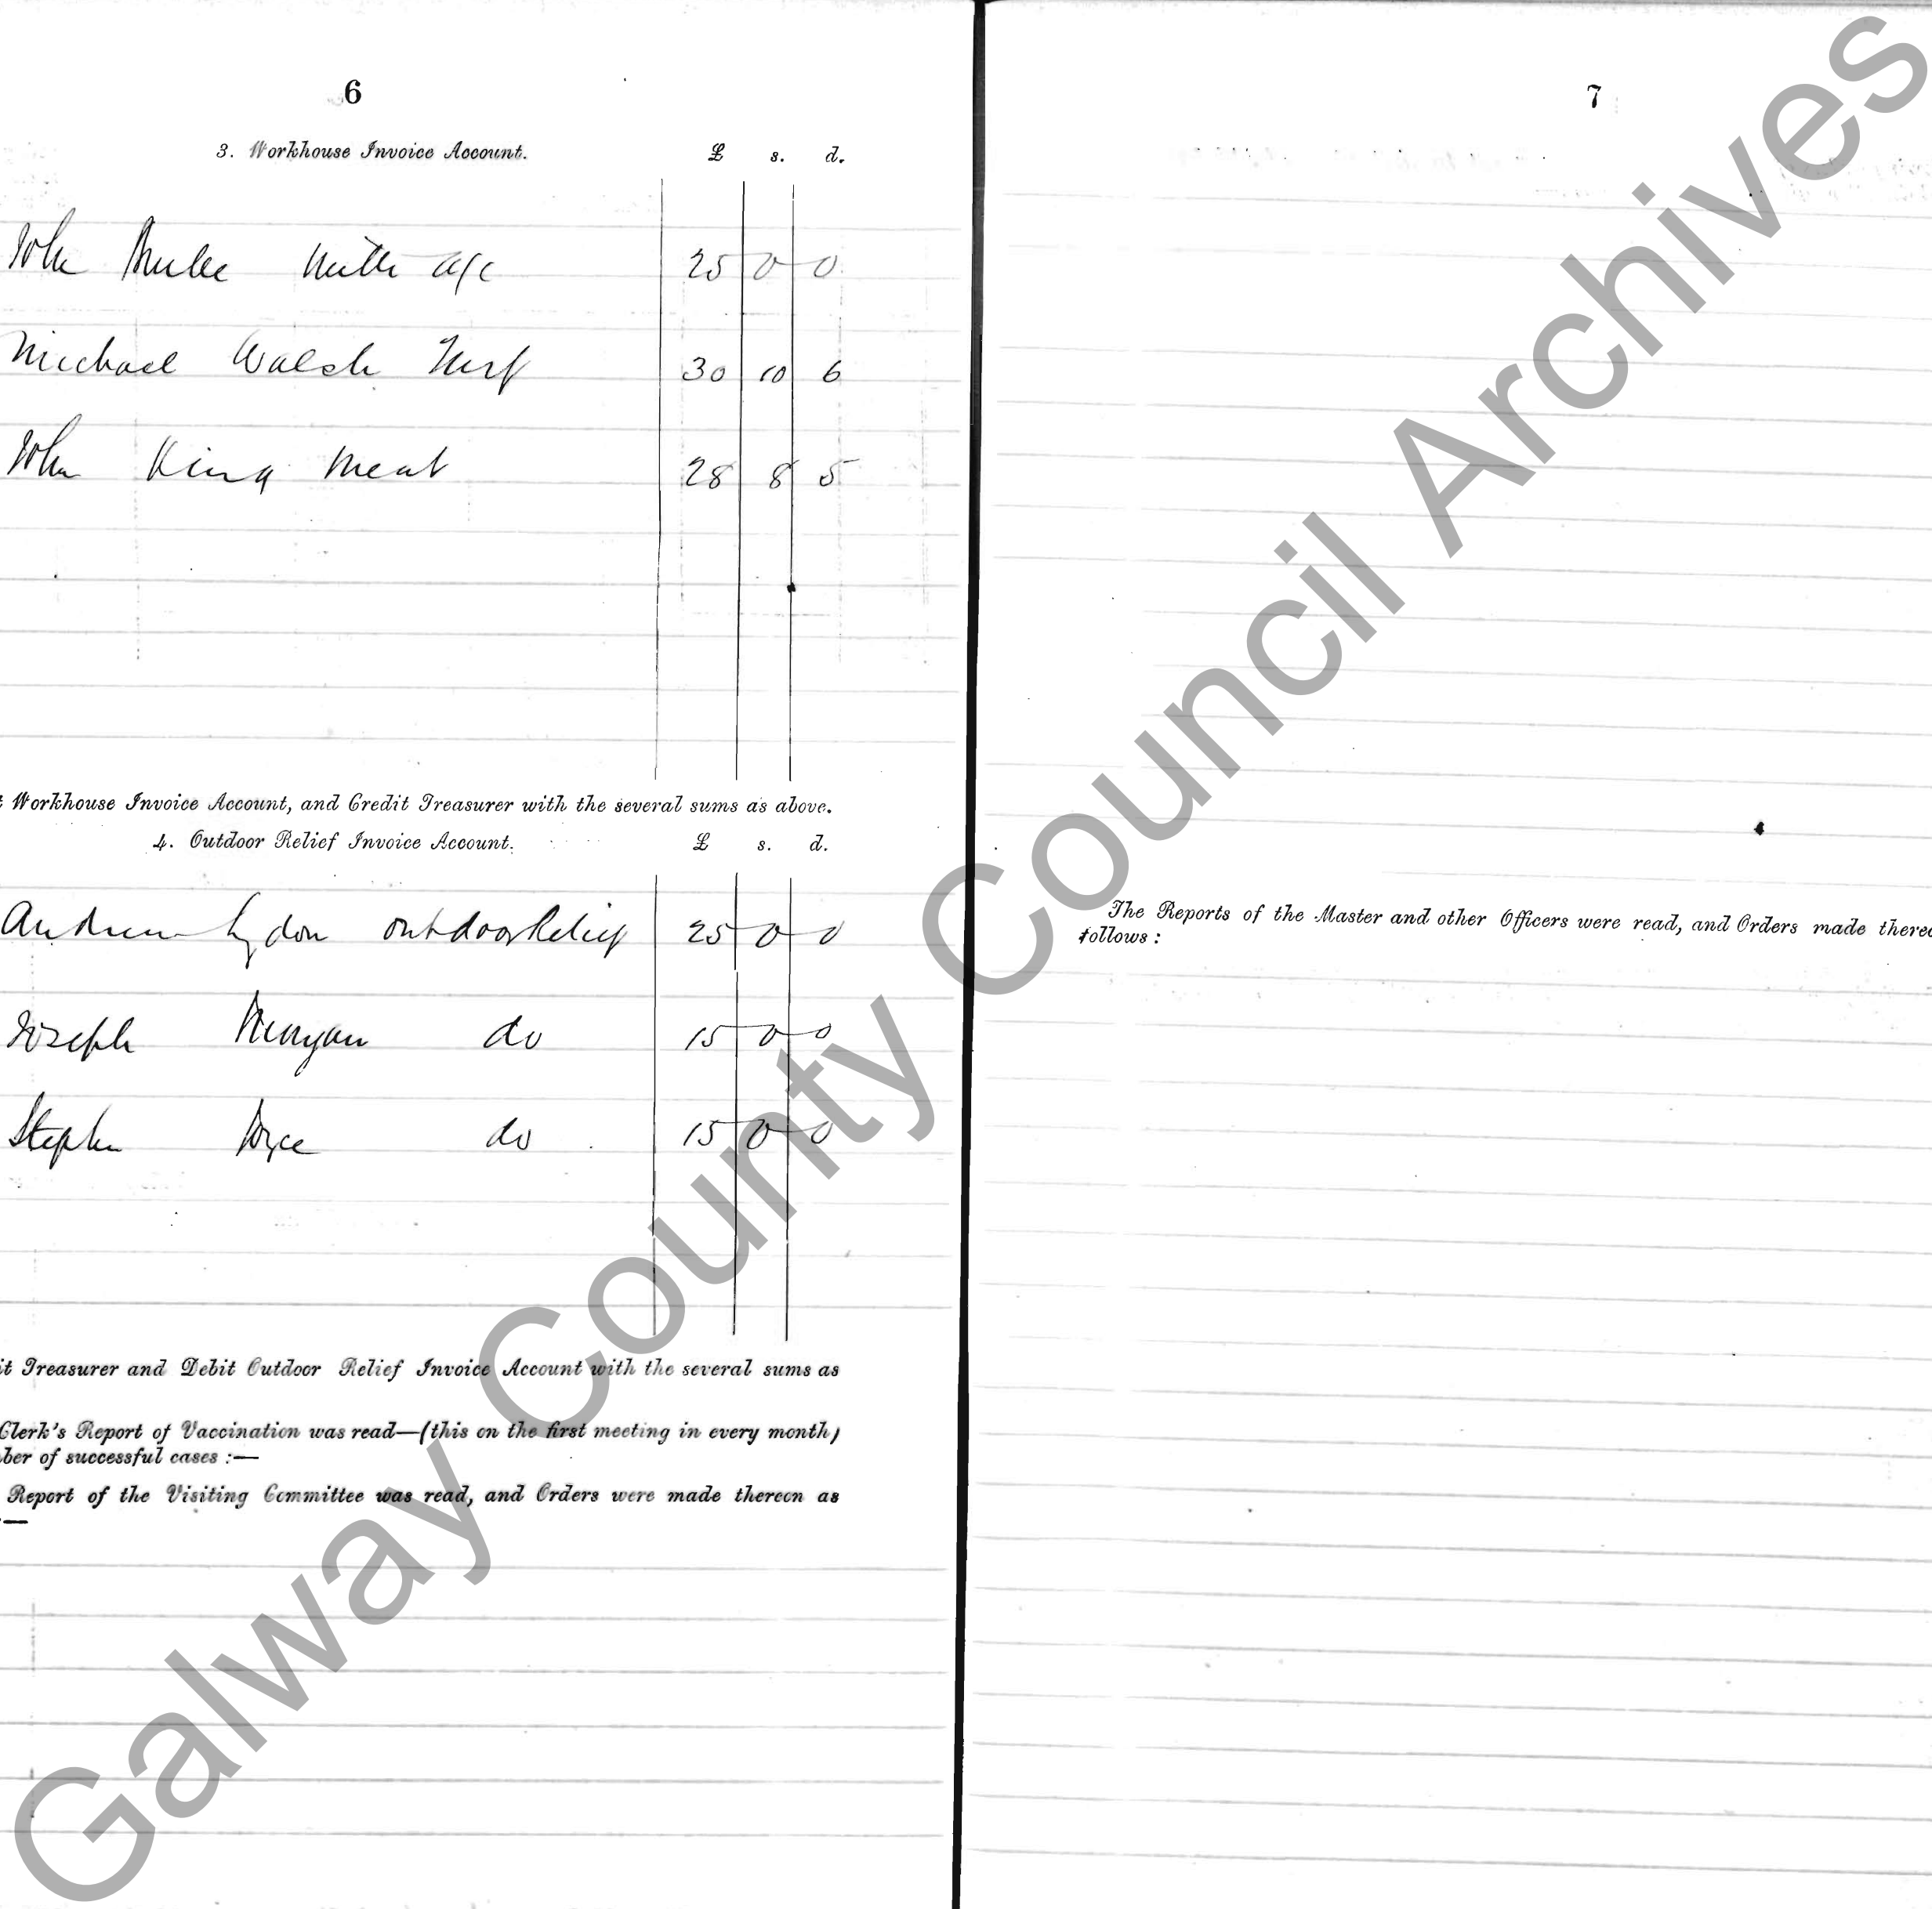 6
3. Workhouse Invoice Account. £ s. d.
John Milk a/c 25 0 0
Michael Walsh Turf 30 10 6
John King Meat 28 8 5
Workhouse Invoice Account, and Credit Treasurer with the several sums as above.
4. Outdoor Relief Invoice Account. £ s. d.
Andrew Lydon outdoor Relief 25 0 0
Joseph do 15 0 0
Stephen Joyce do 15 0 0
Treasurer and Debit Outdoor Relief Invoice Account with the several sums as
Clerk's Report of Vaccination was read—(this on the first meeting in every month)
of successful cases :—
Report of the Visiting Committee was read, and Orders were made thereon as
:—
7
The Reports of the Master and other Officers were read, and Orders made
follows :
Galway County Council Archives